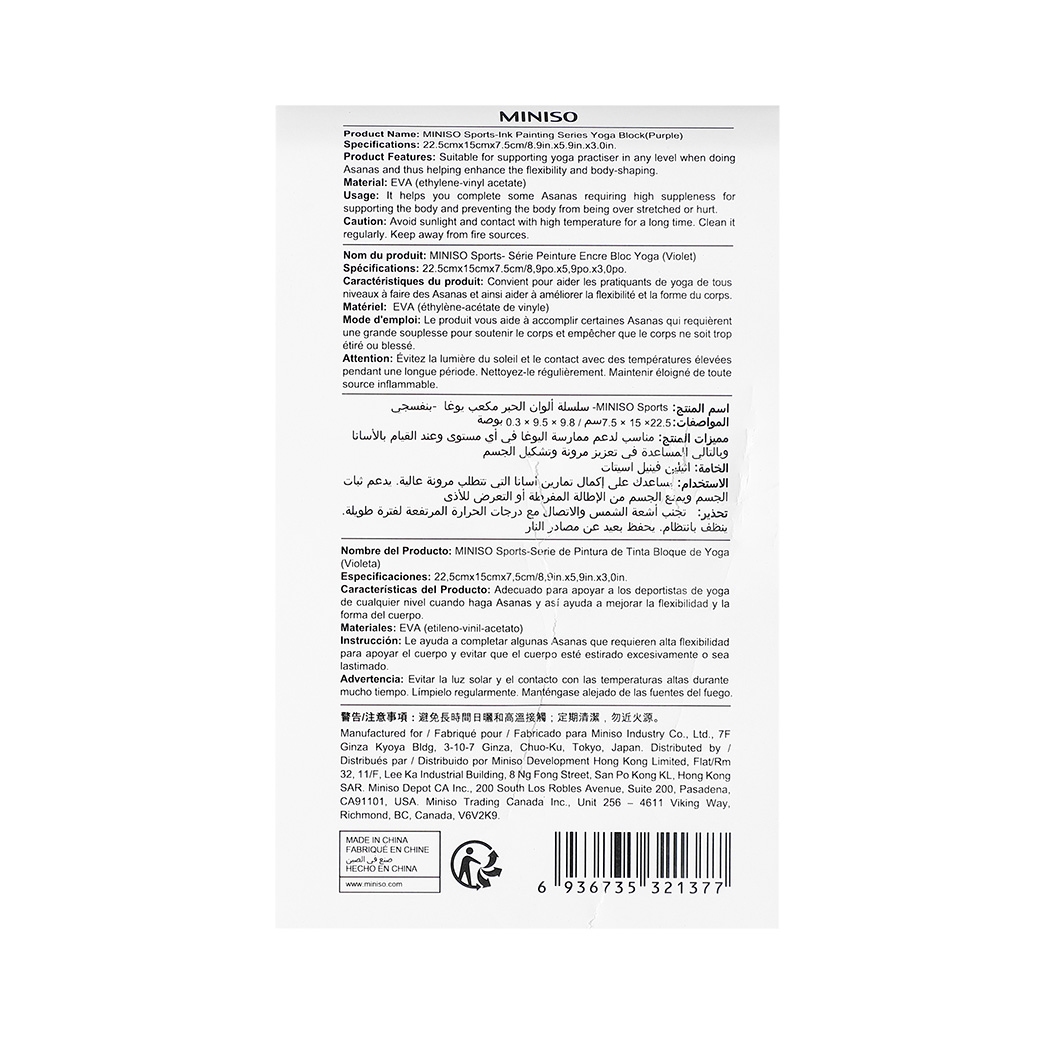 MINISO
Product Name: MINISO Sports-Ink Painting Series Yoga Block(Purple)
Specifications: 22.5cmx15cmx7.5cm/8.9in.x5.9in.x3.0in.
Product Features: Suitable for supporting yoga practiser in any level when doing
Asanas and thus helping enhance the flexibility and body-shaping.
Material: EVA (ethylene-vinyl acetate)
Usage: It helps you complete some Asanas requiring high suppleness for
supporting the body and preventing the body from being over stretched or hurt.
Caution: Avoid sunlight and contact with high temperature for a long time. Clean it
regularly. Keep away from fire sources.
Nom du produit: MINISO Sports- Série Peinture Encre Bloc Yoga (Violet)
Spécifications: 22.5cmx15cmx7.5cm/8,9po.x5,9po.x3,0po.
Caractéristiques du produit: Convient pour aider les pratiquants de yoga de tous
niveaux à faire des Asanas et ainsi aider à améliorer la flexibilité et la forme du corps.
Matériel: EVA (éthylène-acétate de vinyle)
Mode d'emploi: Le produit vous aide à accomplir certaines Asanas qui requièrent
une grande souplesse pour soutenir le corps et empêcher que le corps ne soit trop
étiré ou blessé.
Attention: Évitez la lumière du soleil et le contact avec des températures élevées
pendant une longue période. Nettoyez-le régulièrement. Maintenir éloigné de toute
source inflammable.
اسم المنتج: MINISO Sports- سلسلة ألوان الحبر مكعب يوغا -بنفسجي
المواصفات: 22.5× 15 × 7.5سم / 9.8 × 9.5 × 0.3 بوصة
مميزات المنتج: مناسب لدعم ممارسة اليوغا في أي مستوى وعند القيام بالأسانا
وبالتالي المساعدة في تعزيز مرونة وتشكيل الجسم
الخامة: اثيلين فينيل اسيتات
الاستخدام: يساعدك على إكمال تمارين أسانا التي تتطلب مرونة عالية. يدعم ثبات
الجسم ويمنع الجسم من الإطالة المفرطة أو التعرض للأذى
تحذير: تجنب أشعة الشمس والاتصال مع درجات الحرارة المرتفعة لفترة طويلة.
ينظف بانتظام. يحفظ بعيد عن مصادر النار
Nombre del Producto: MINISO Sports-Serie de Pintura de Tinta Bloque de Yoga
(Violeta)
Especificaciones: 22,5cmx15cmx7,5cm/8,9in.x5,9in.x3,0in.
Características del Producto: Adecuado para apoyar a los deportistas de yoga
de cualquier nivel cuando haga Asanas y así ayuda a mejorar la flexibilidad y la
forma del cuerpo.
Materiales: EVA (etileno-vinil-acetato)
Instrucción: Le ayuda a completar algunas Asanas que requieren alta flexibilidad
para apoyar el cuerpo y evitar que el cuerpo esté estirado excesivamente o sea
lastimado.
Advertencia: Evitar la luz solar y el contacto con las temperaturas altas durante
mucho tiempo. Límpielo regularmente. Manténgase alejado de las fuentes del fuego.
警告/注意事項：避免長時間日曬和高溫接觸；定期清潔，勿近火源。
Manufactured for / Fabriqué pour / Fabricado para Miniso Industry Co., Ltd., 7F
Ginza Kyoya Bldg, 3-10-7 Ginza, Chuo-Ku, Tokyo, Japan. Distributed by /
Distribués par / Distribuido por Miniso Development Hong Kong Limited, Flat/Rm
32, 11/F, Lee Ka Industrial Building, 8 Ng Fong Street, San Po Kong KL, Hong Kong
SAR. Miniso Depot CA Inc., 200 South Los Robles Avenue, Suite 200, Pasadena,
CA91101, USA. Miniso Trading Canada Inc., Unit 256 – 4611 Viking Way,
Richmond, BC, Canada, V6V2K9.
MADE IN CHINA
FABRIQUÉ EN CHINE
صنع في الصين
HECHO EN CHINA
www.miniso.com
6 936735 321377